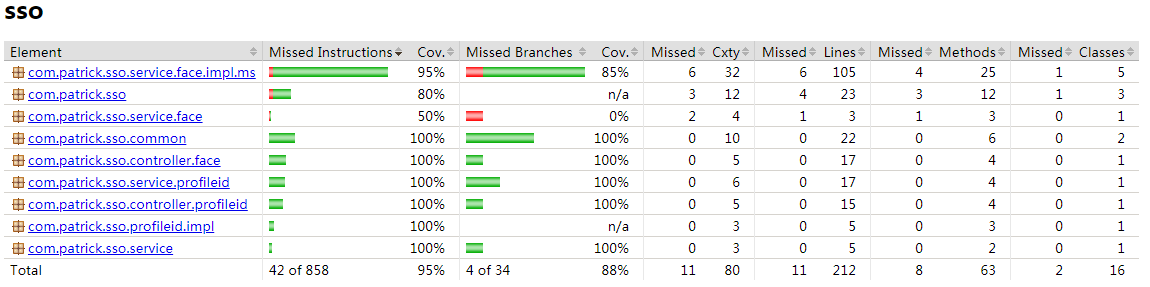 sso
Element Missed Instructions Cov. Missed Branches Cov. Missed Cxty Missed Lines Missed Methods Missed Classes
com.patrick.sso.service.face.impl.ms 95% 85% 6 32 6 105 4 25 1 5
com.patrick.sso 80% n/a 3 12 4 23 3 12 1 3
com.patrick.sso.service.face 50% 0% 2 4 1 3 1 3 0 1
com.patrick.sso.common 100% 100% 0 10 0 22 0 6 0 2
com.patrick.sso.controller.face 100% 100% 0 5 0 17 0 4 0 1
com.patrick.sso.service.profileid 100% 100% 0 6 0 17 0 4 0 1
com.patrick.sso.controller.profileid 100% 100% 0 5 0 15 0 4 0 1
com.patrick.sso.profileid.impl 100% n/a 0 3 0 5 0 3 0 1
com.patrick.sso.service 100% 100% 0 3 0 5 0 2 0 1
Total 42 of 858 95% 4 of 34 88% 11 80 11 212 8 63 2 16